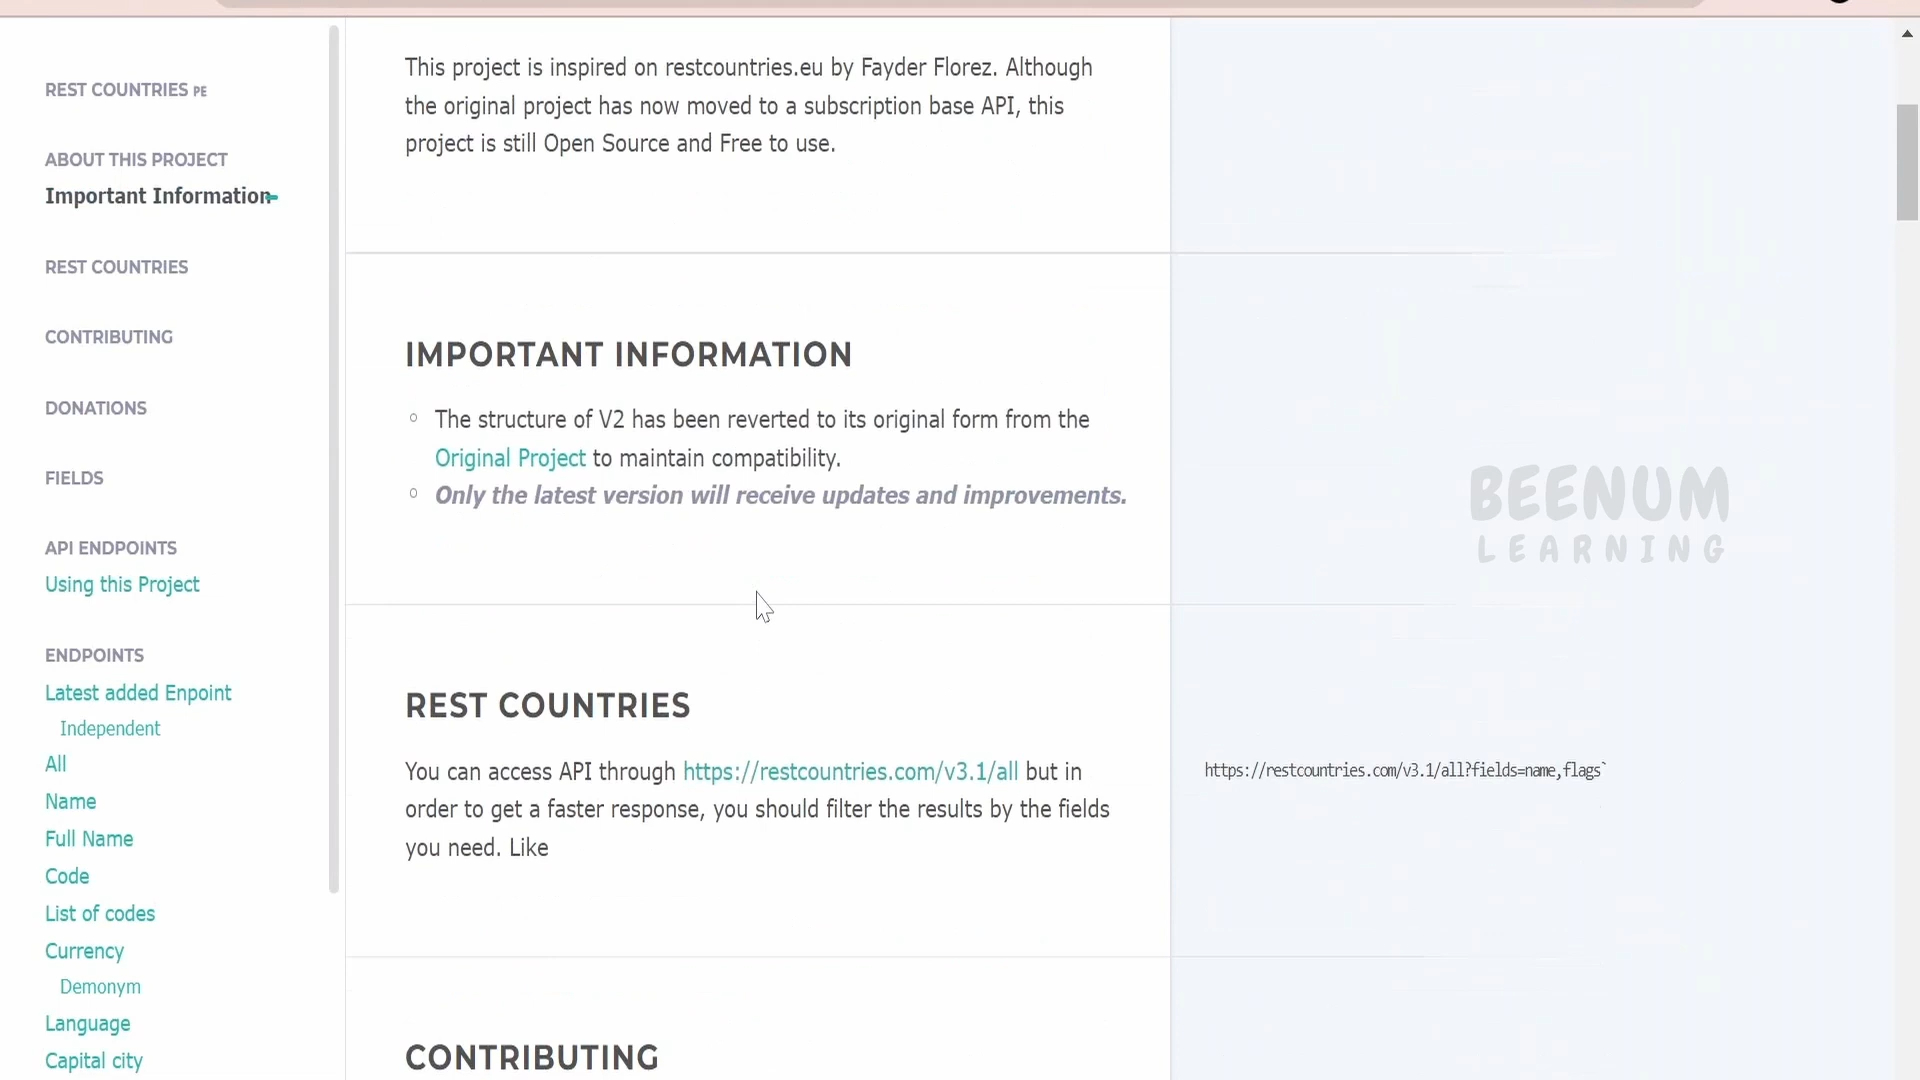 REST COUNTRIES PE
ABOUT THIS PROJECT
Important Information
REST COUNTRIES
CONTRIBUTING
DONATIONS
FIELDS
API ENDPOINTS
Using this Project
ENDPOINTS
Latest added Enpoint
Independent
All
Name
Full Name
Code
List of codes
Currency
Demonym
Language
Capital city
This project is inspired on restcountries.eu by Fayder Florez. Although
the original project has now moved to a subscription base API, this
project is still Open Source and Free to use.
IMPORTANT INFORMATION
The structure of V2 has been reverted to its original form from the
Original Project to maintain compatibility.
Only the latest version will receive updates and improvements.
REST COUNTRIES
You can access API through https://restcountries.com/v3.1/all but in
order to get a faster response, you should filter the results by the fields
you need. Like
CONTRIBUTING
https://restcountries.com/v3.1/all?fields=name,flags`
BEENUM
LEARNING